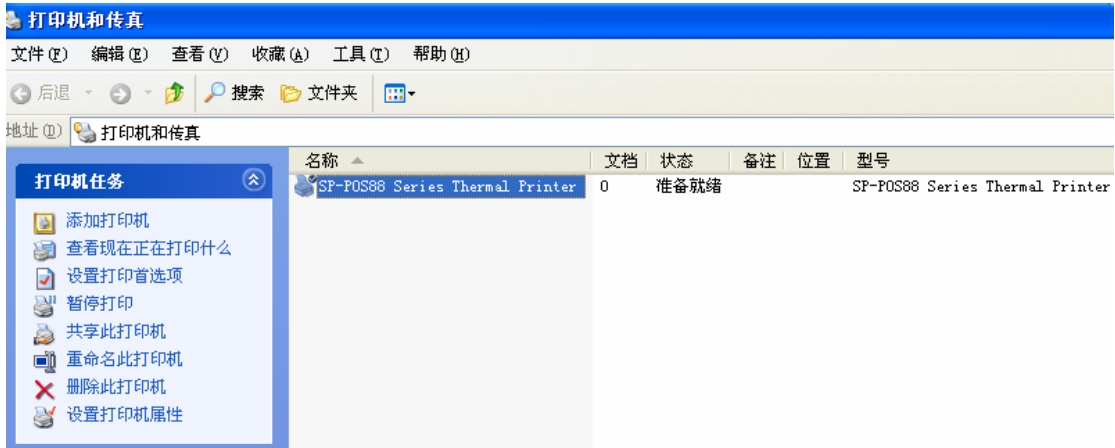 打印机和传真
文件(F) 编辑(E) 查看(V) 收藏(A) 工具(T) 帮助(H)
后退 搜索 文件夹
地址(D) 打印机和传真
名称 文档 状态 备注 位置 型号
SP-POS88 Series Thermal Printer 0 准备就绪 SP-POS88 Series Thermal Printer
打印机任务
添加打印机
查看现在正在打印什么
设置打印首选项
暂停打印
共享此打印机
重命名此打印机
删除此打印机
设置打印机属性